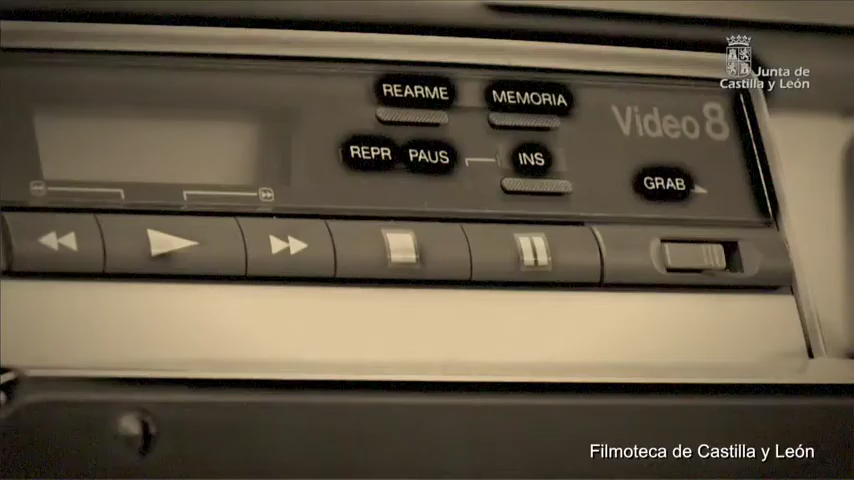 REARME
MEMORIA
Junta de
Castilla y León
Video 8
REPR PAUS
INS
GRAB
Filmoteca de Castilla y León